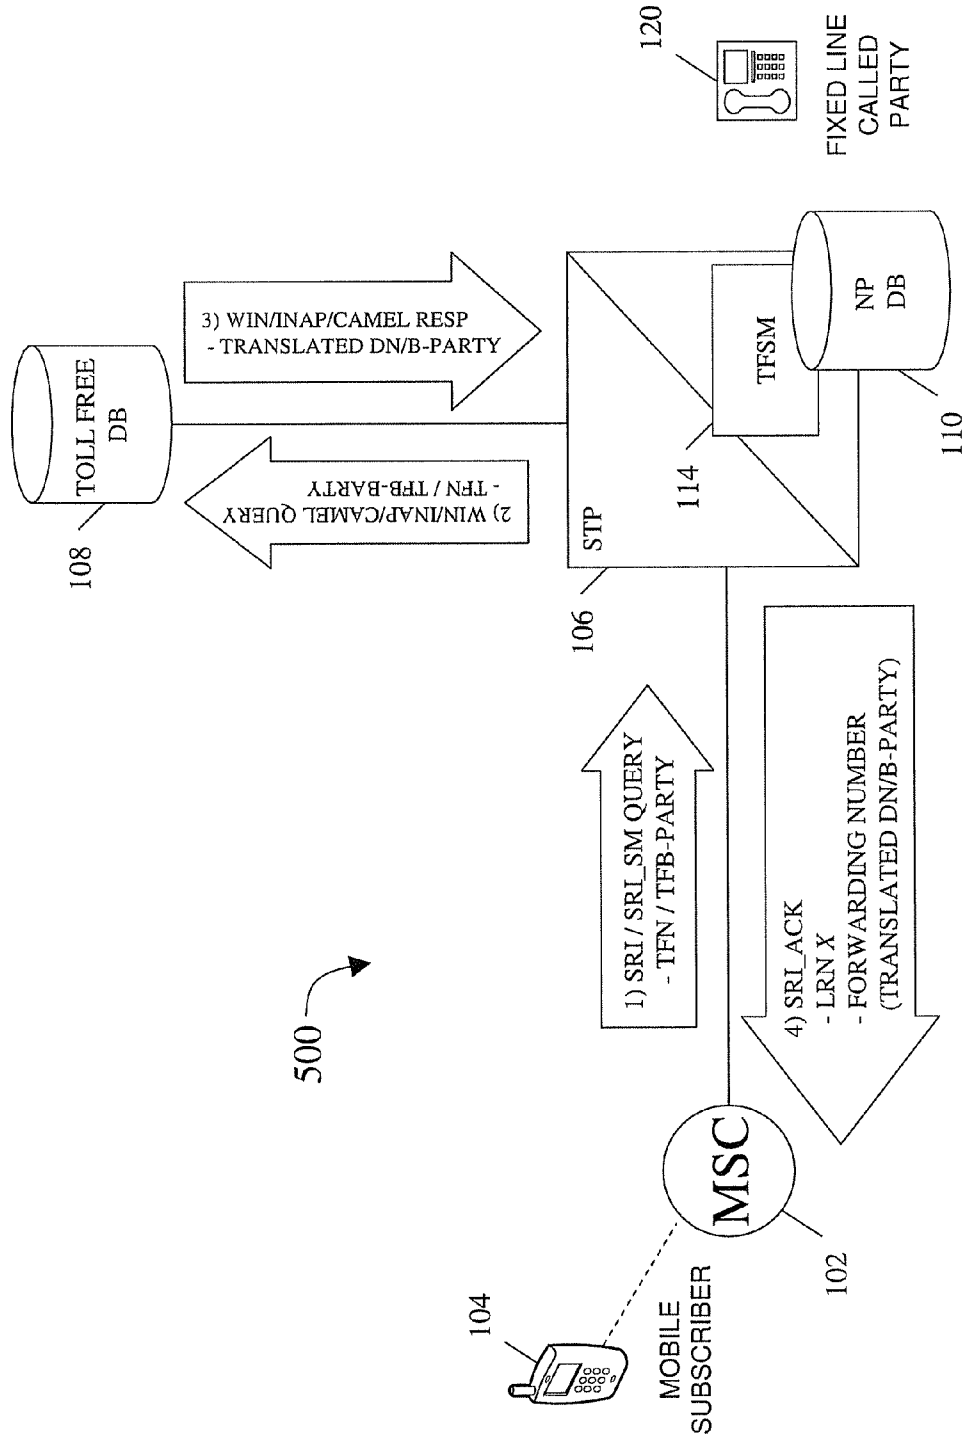 500
104
MOBILE
SUBSCRIBER
MSC
102
1) SRI / SRI_SM QUERY
- TFN / TFB-PARTY
4) SRI_ACK
- LRN X
- FORWARDING NUMBER
(TRANSLATED DN/B-PARTY)
108
TOLL FREE
DB
2) WIN/INAP/CAMEL QUERY
- TFN / TFB-BARTY
3) WIN/INAP/CAMEL RESP
- TRANSLATED DN/B-PARTY
106
STP
114
TFSM
NP
DB
110
120
FIXED LINE
CALLED
PARTY